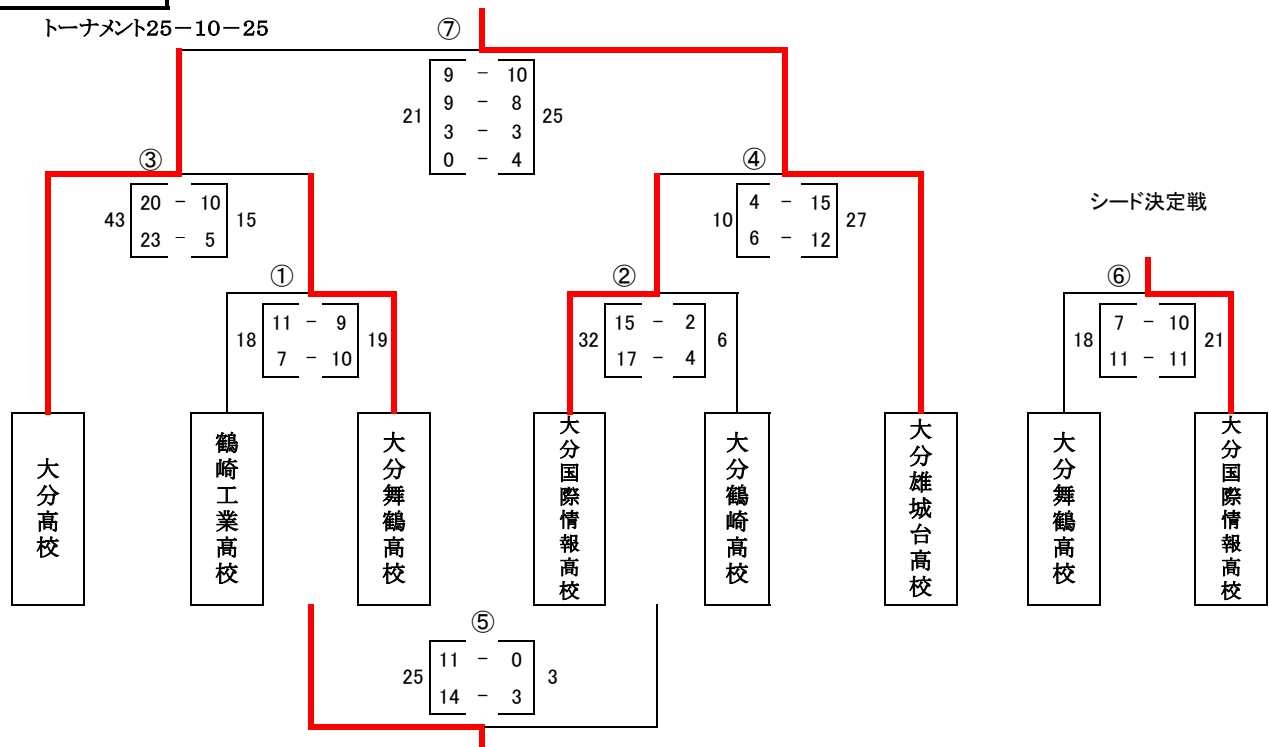 トーナメント25－10－25
⑦
9 － 10
9 － 8
21 25
3 － 3
0 － 4
③
20 － 10
43 15
23 － 5
④
4 － 15
10 27
6 － 12
シード決定戦
①
11 － 9
18 19
7 － 10
②
15 － 2
32 6
17 － 4
⑥
7 － 10
18 21
11 － 11
大分高校
鶴崎工業高校
大分舞鶴高校
大分国際情報高校
大分鶴崎高校
大分雄城台高校
大分舞鶴高校
大分国際情報高校
⑤
11 － 0
25 3
14 － 3